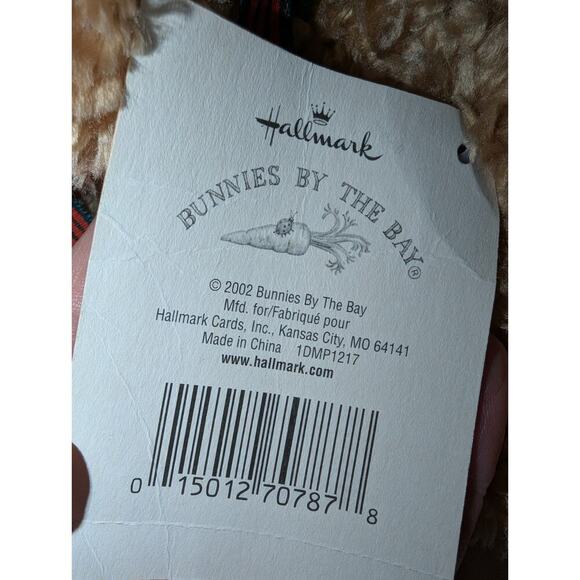 Hallmark
BUNNIES BY THE BAY®
© 2002 Bunnies By The Bay
Mfd. for/Fabriqué pour
Hallmark Cards, Inc., Kansas City, MO 64141
Made in China 1DMP1217
www.hallmark.com
0 15012 70787 8